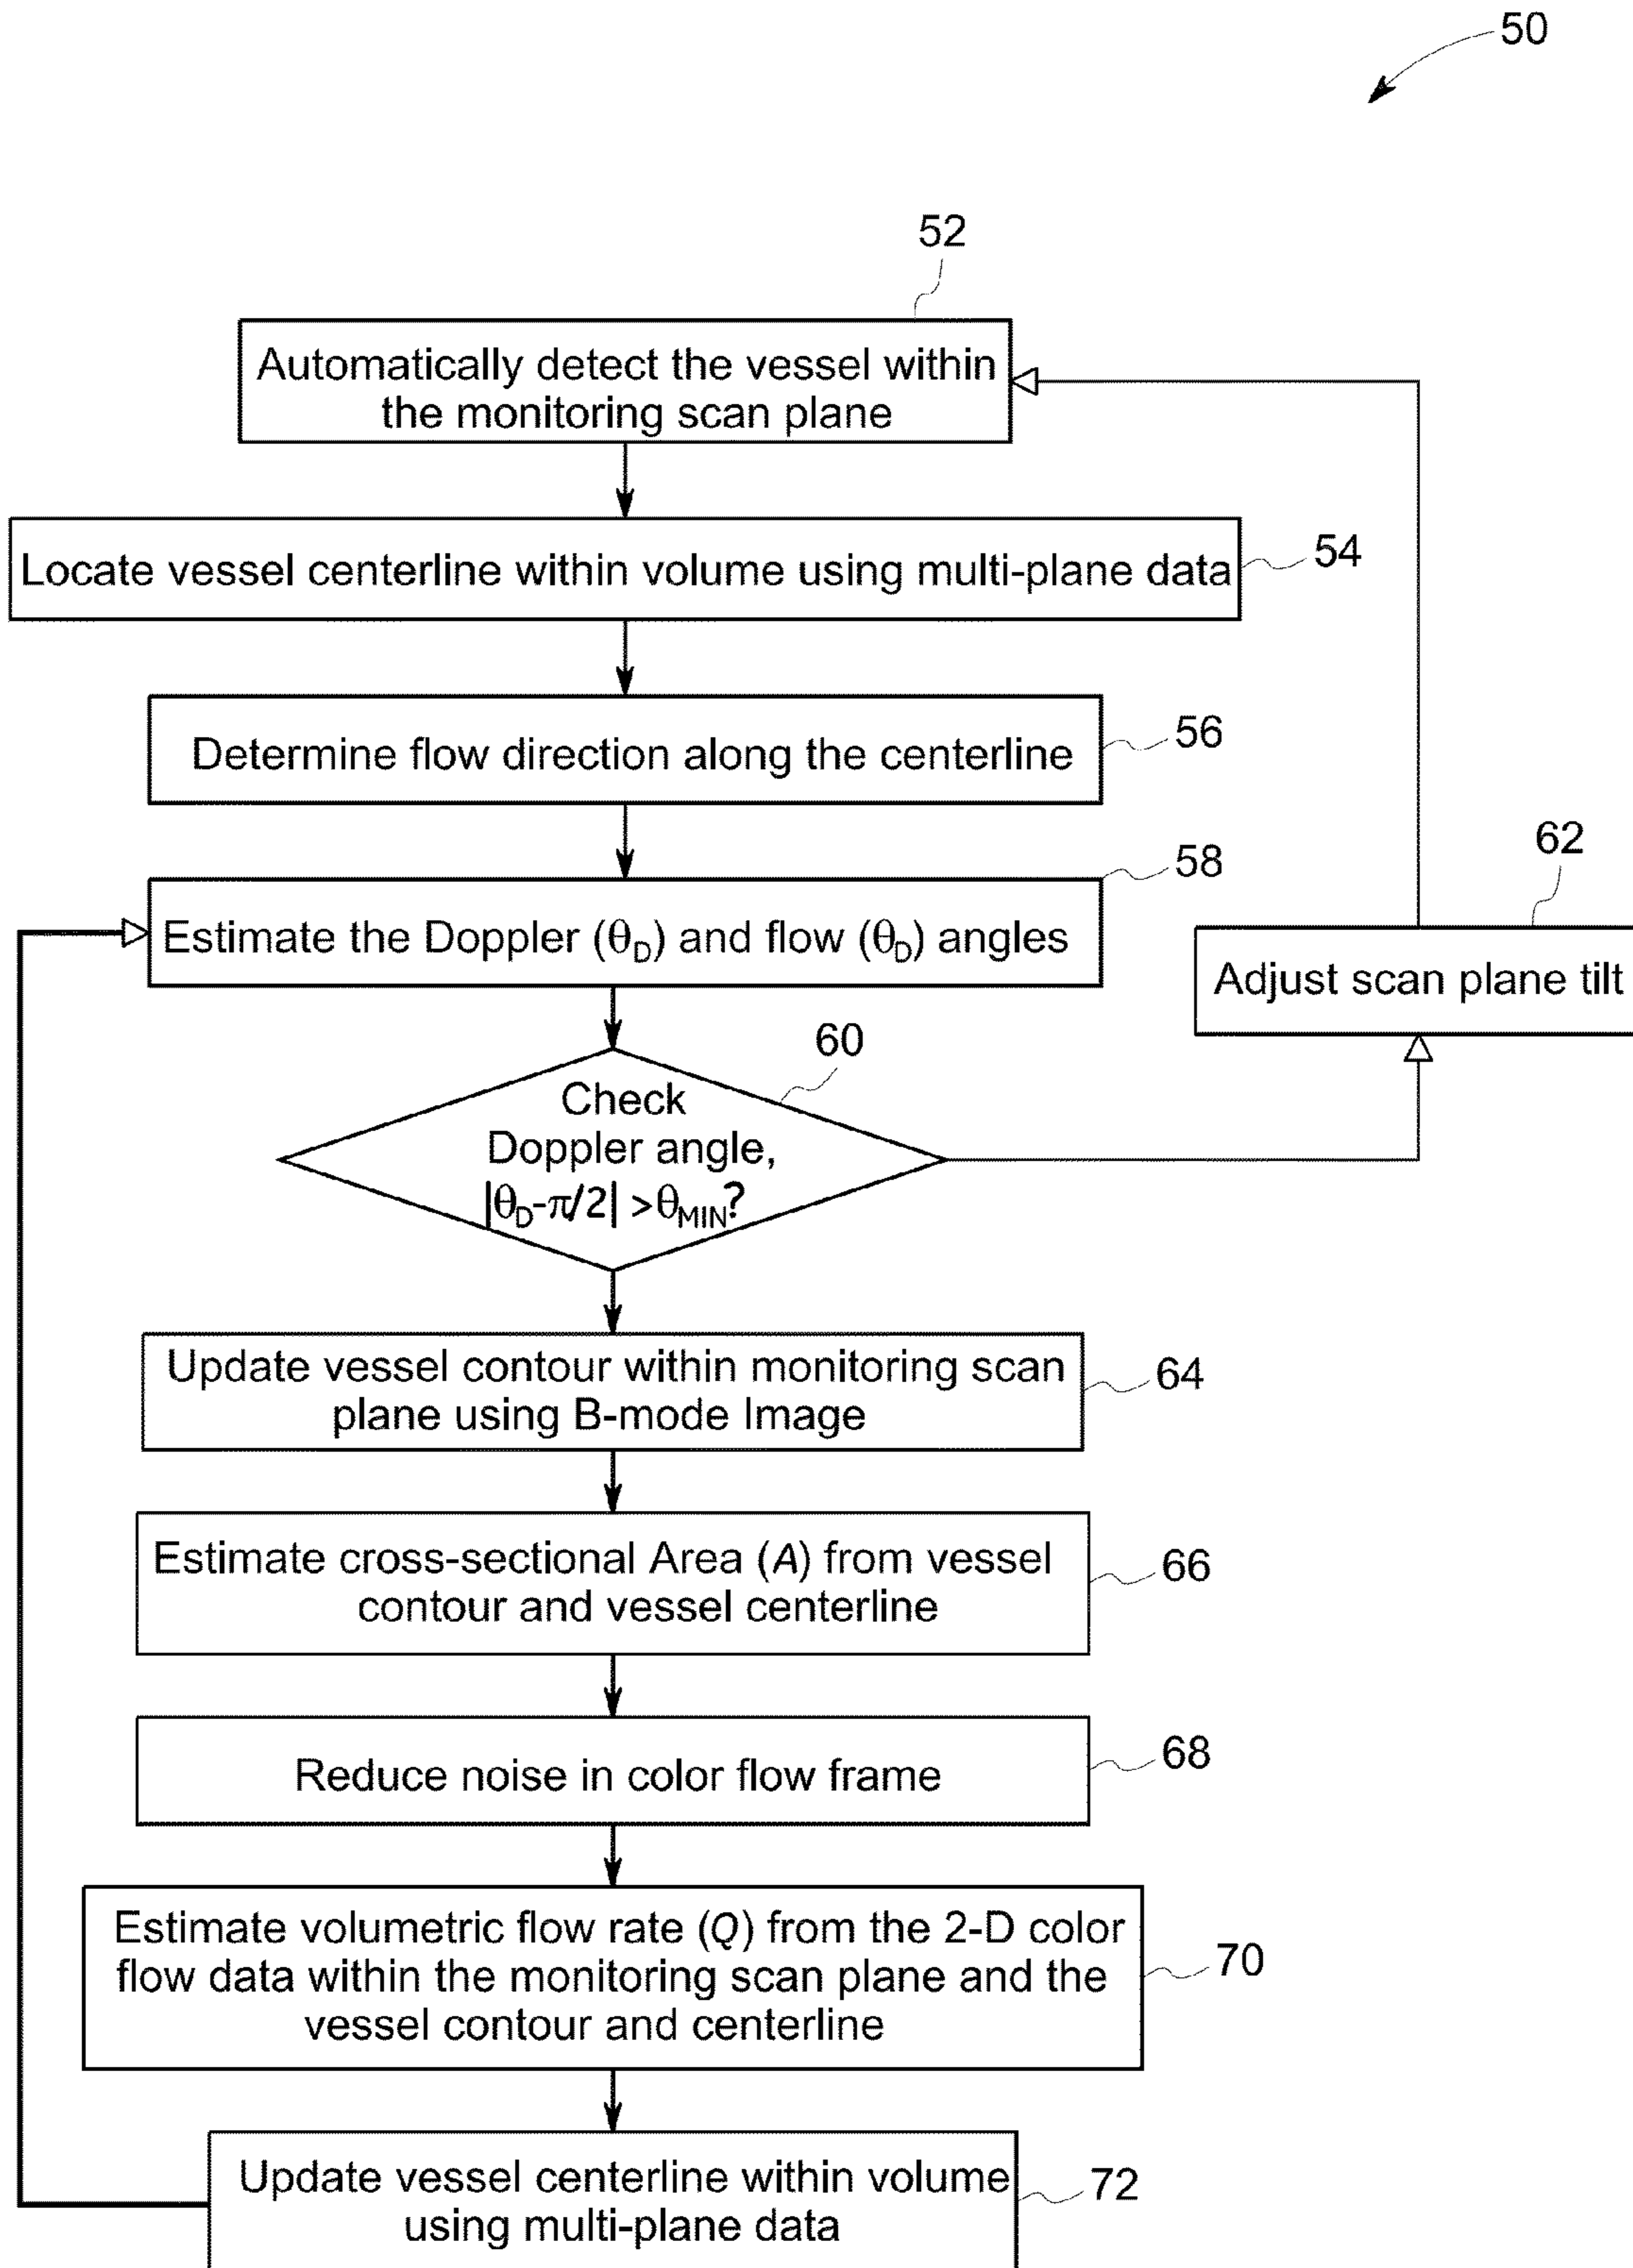 50
52
Automatically detect the vessel within
the monitoring scan plane
Locate vessel centerline within volume using multi-plane data
54
Determine flow direction along the centerline
56
58
Estimate the Doppler (θD) and flow (θD) angles
62
Adjust scan plane tilt
60
Check
Doppler angle,
|θD-π/2| >θMIN?
Update vessel contour within monitoring scan
plane using B-mode Image
64
Estimate cross-sectional Area (A) from vessel
contour and vessel centerline
66
Reduce noise in color flow frame
68
Estimate volumetric flow rate (Q) from the 2-D color
flow data within the monitoring scan plane and the
vessel contour and centerline
70
Update vessel centerline within volume
using multi-plane data
72